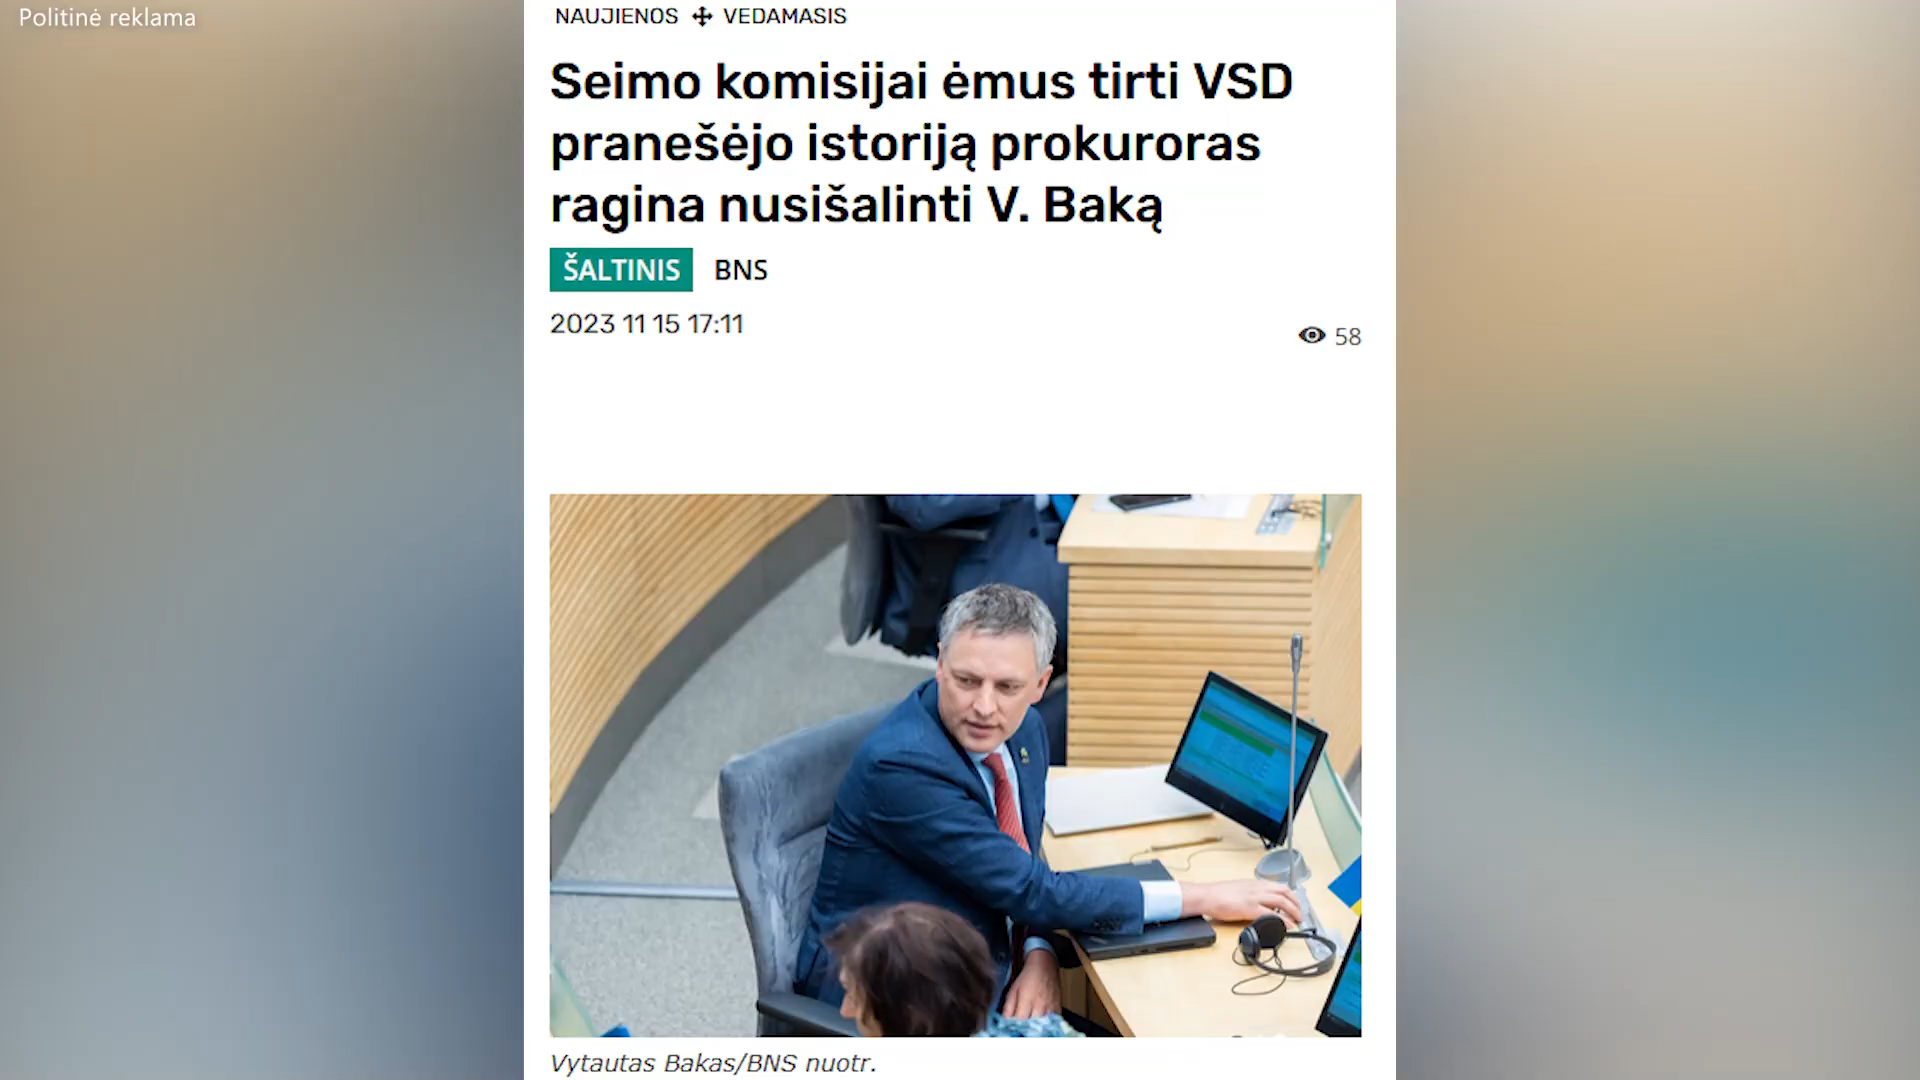 Politinė reklama
NAUJIENOS VEDAMASIS
Seimo komisijai ėmus tirti VSD
pranešėjo istoriją prokuroras
ragina nusišalinti V. Baką
ŠALTINIS BNS
2023 11 15 17:11
58
Vytautas Bakas/BNS nuotr.